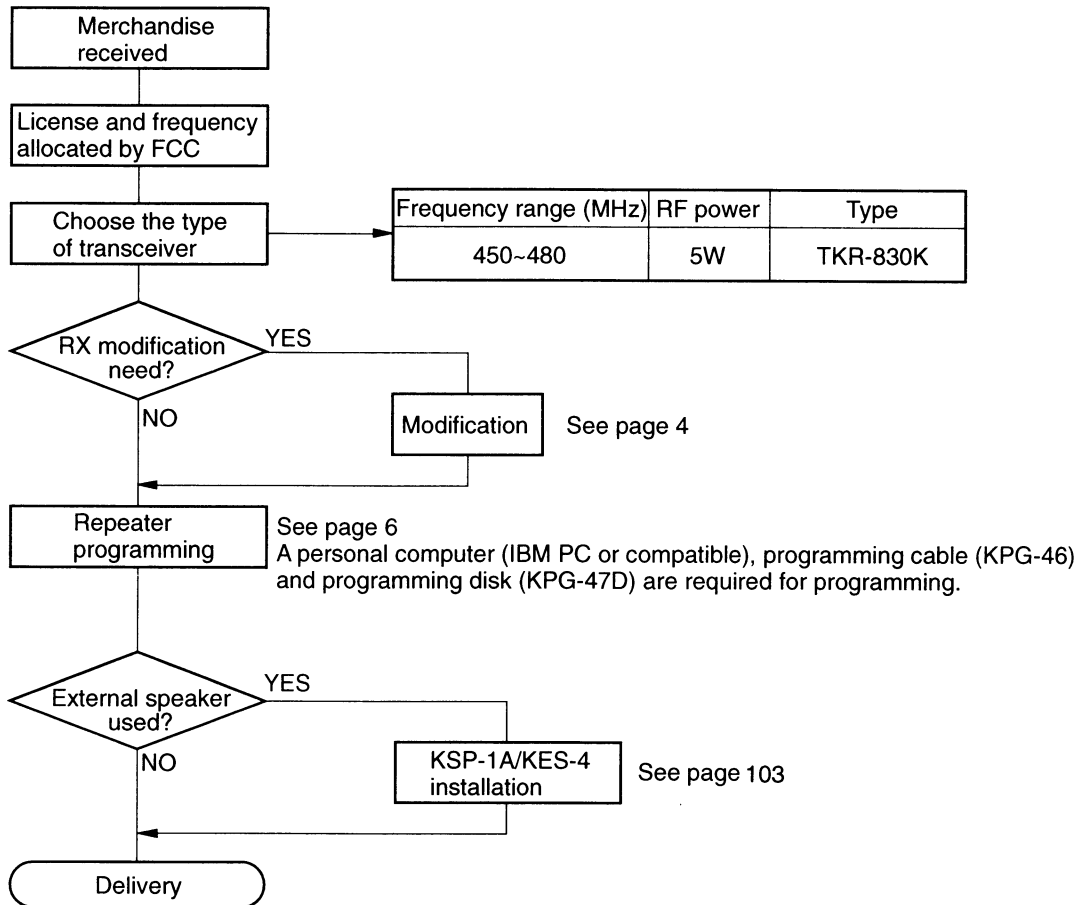 Merchandise
received
License and frequency
allocated by FCC
Choose the type
of transceiver
Frequency range (MHz) RF power Type
450~480 5W TKR-830K
RX modification
need?
YES
NO
Modification
See page 4
Repeater
programming
See page 6
A personal computer (IBM PC or compatible), programming cable (KPG-46)
and programming disk (KPG-47D) are required for programming.
External speaker
used?
YES
NO
KSP-1A/KES-4
installation
See page 103
Delivery